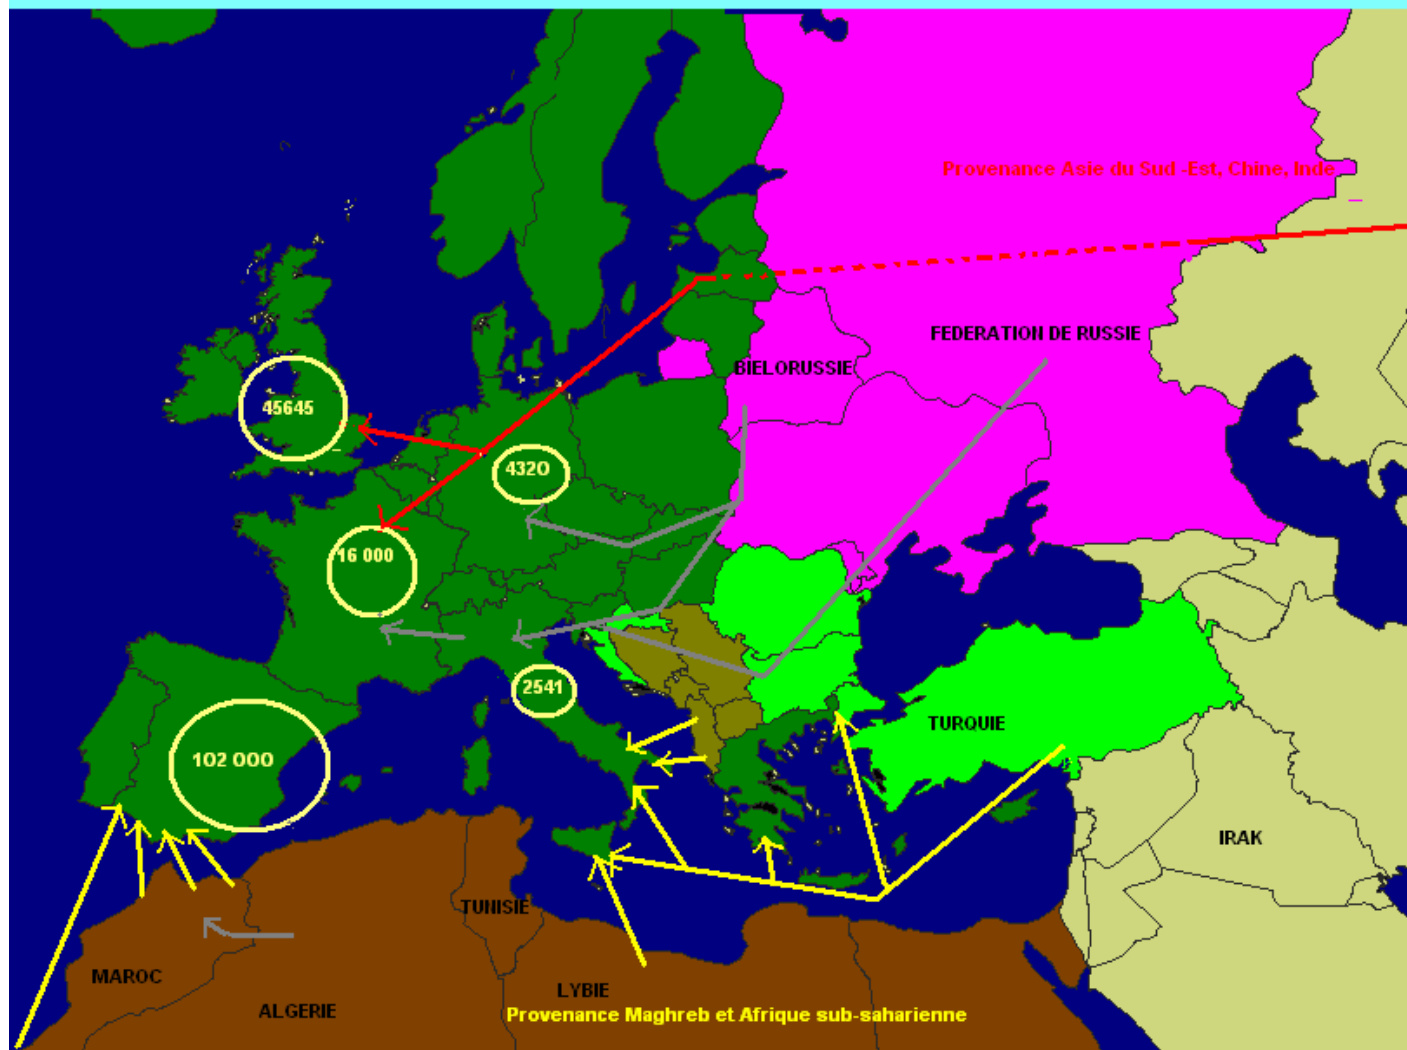 Provenance Asie du Sud -Est, Chine, Inde
FEDERATION DE RUSSIE
BIELORUSSIE
45645
432O
16 000
2541
TURQUIE
102 000
IRAK
TUNISIE
MAROC
LYBIE
ALGERIE
Provenance Maghreb et Afrique sub-saharienne